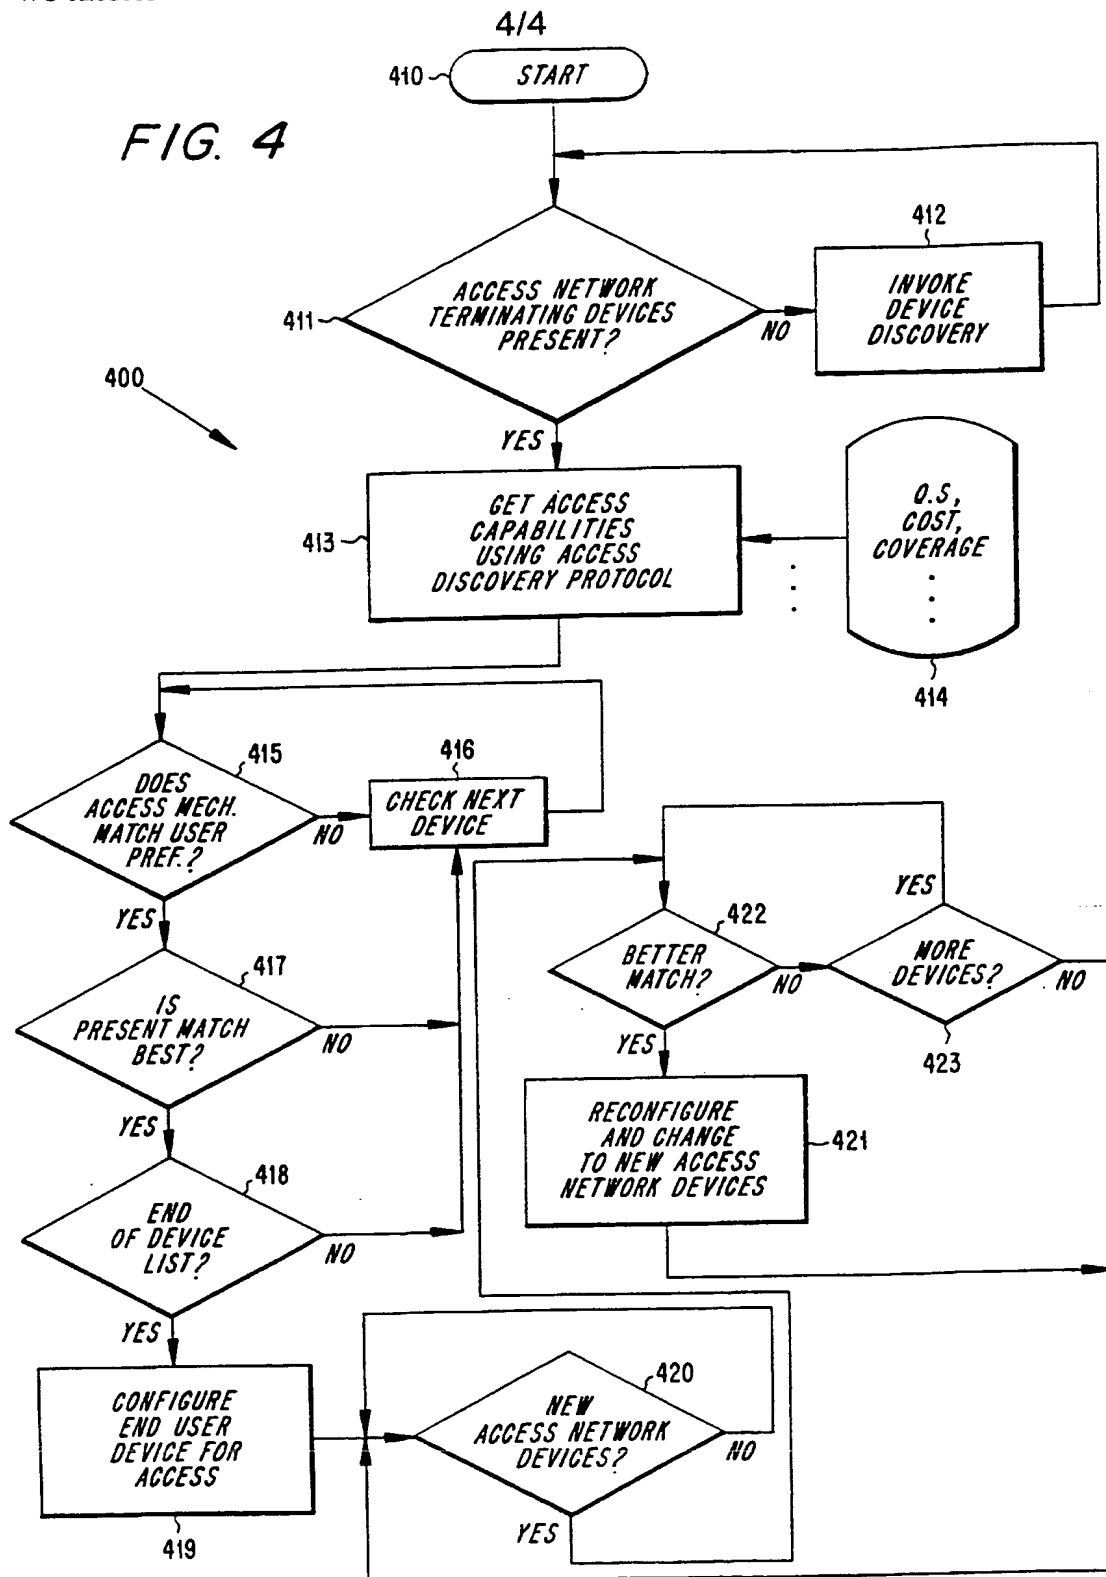 4/4
410
START
FIG. 4
412
411
ACCESS NETWORK
TERMINATING DEVICES
PRESENT?
NO
INVOKE
DEVICE
DISCOVERY
400
YES
413
GET ACCESS
CAPABILITIES
USING ACCESS
DISCOVERY PROTOCOL
Q.S,
COST,
COVERAGE
414
415
DOES
ACCESS MECH.
MATCH USER
PREF.?
NO
416
CHECK NEXT
DEVICE
YES
417
IS
PRESENT MATCH
BEST?
NO
YES
418
END
OF DEVICE
LIST?
NO
YES
CONFIGURE
END USER
DEVICE FOR
ACCESS
419
420
NEW
ACCESS NETWORK
DEVICES?
NO
YES
422
BETTER
MATCH?
NO
YES
MORE
DEVICES?
YES
NO
423
RECONFIGURE
AND CHANGE
TO NEW ACCESS
NETWORK DEVICES
421